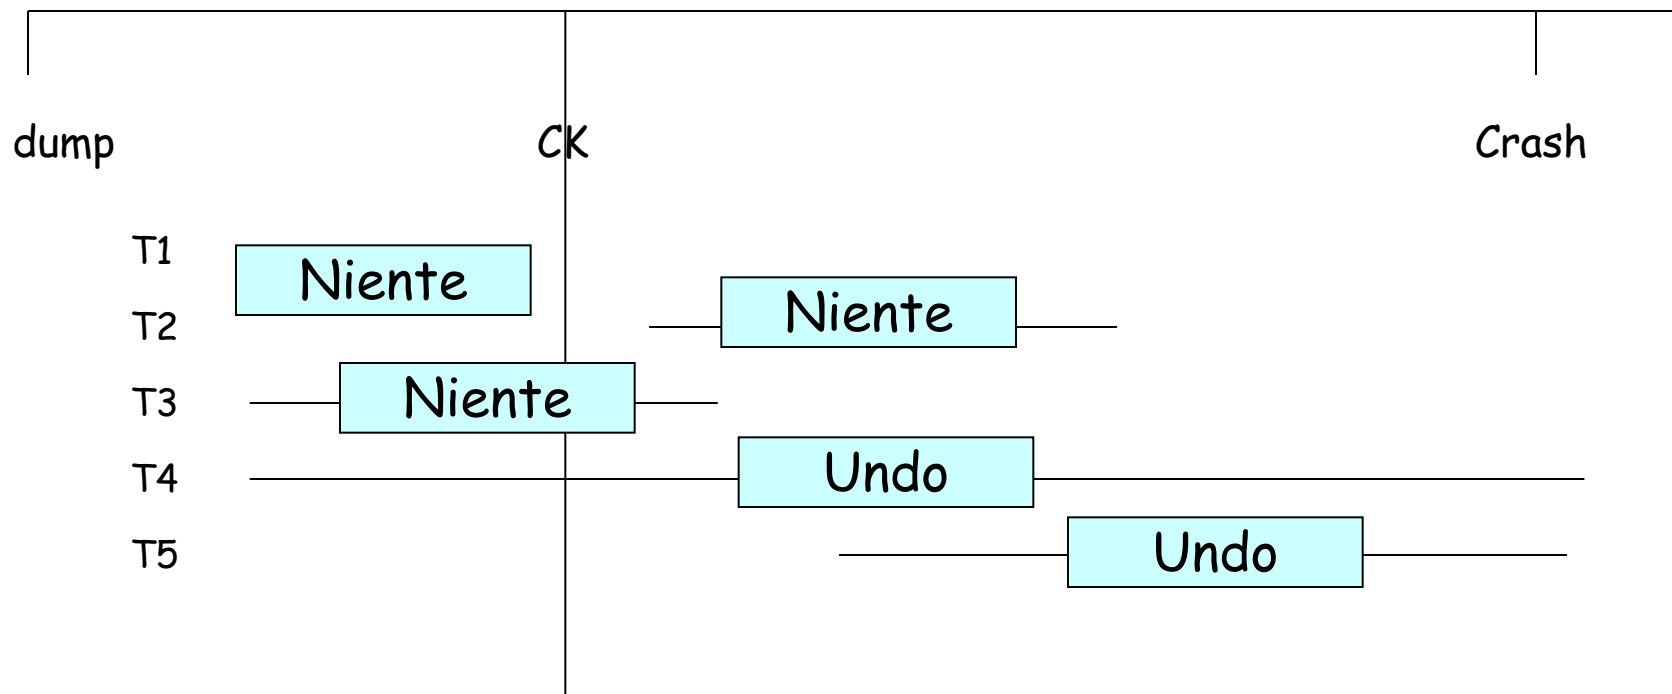 dump CK Crash
T1 Niente
T2 Niente
T3 Niente
T4 Undo
T5 Undo